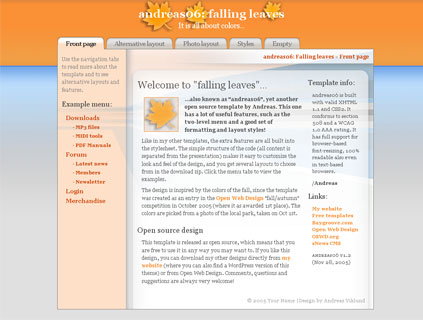 andreas06: falling leaves
It is all about colors...
Front page
Alternative layout
Photo layout
Styles
Empty
andreas06: Falling Leaves - Front page
Use the navigation tabs
to read more about the
template and to see
alternative layouts and
features.
Example menu:
Downloads
- MP3 files
- MIDI tools
- PDF Manuals
Forum
- Latest news
- Members
- Newsletter
Login
Merchandise
Welcome to "falling leaves"...
...also known as "andreas06", yet another
open source template by Andreas. This one
has a lot of useful features, such as the
two-level menu and a good set of
formatting and layout styles!
Like in my other templates, the extra features are all built into
the stylesheet. The simple structure of the code (all content is
separated from the presentation) makes it easy to customize the
look and feel of the design, and you get several layouts to choose
from in the download zip. Click the menu tabs to view the
examples.
The design is inspired by the colors of the fall, since the template
was created as an entry in the Open Web Design "fall/autumn"
competition in October 2005 (where it as awarded 1st place). The
colors are picked from a photo of the local park, taken on Oct 1st.
Open source design
This template is released as open source, which means that you
are free to use it in any way you may want to. If you like this
design, you can download my other designs directly from my
website (where you can also find a WordPress version of this
theme) or from Open Web Design. Comments, questions and
suggestions are always very welcome!
Template info:
andreas06 is built
with valid XHTML
1.1 and CSS2. It
conforms to section
508 and a WCAG
1.0 AAA rating. It
has full support for
browser-based
font-resizing, 100%
readable also even
in text-based
browsers.
/Andreas
Links:
My website
Free templates
Baygroove.com
Open Web Design
OSWD.org
eNews CMS
andreas06 v1.2
(Nov 28, 2005)
© 2005 Your Name | Design by Andreas Viklund